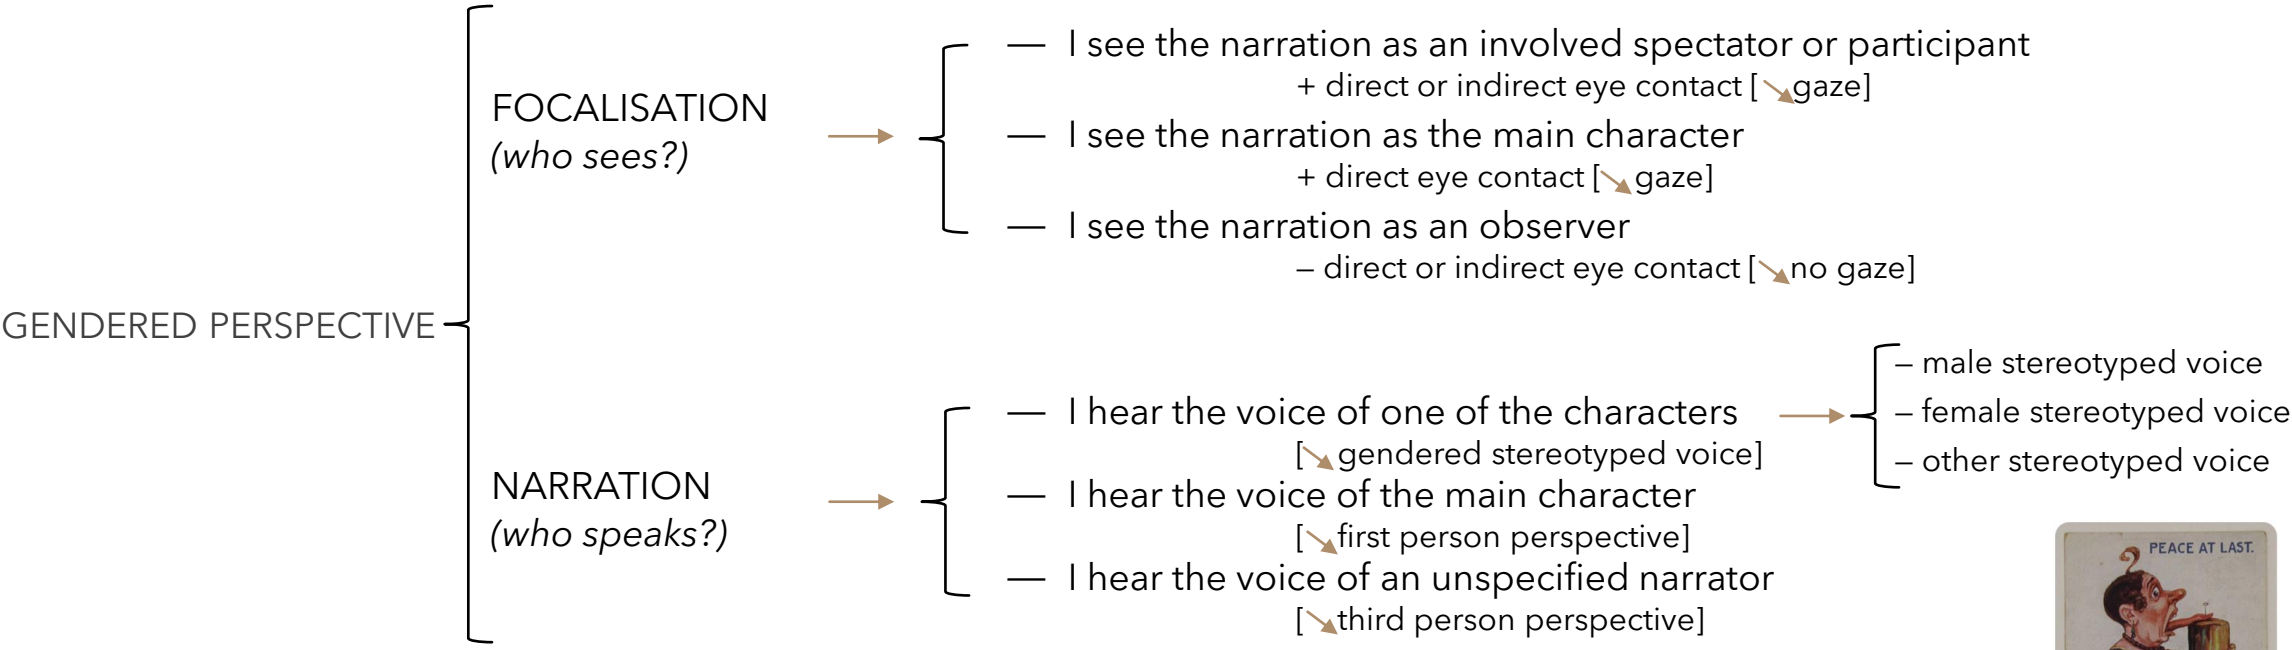 GENDERED PERSPECTIVE
FOCALISATION
(who sees?)
— I see the narration as an involved spectator or participant
+ direct or indirect eye contact [↘gaze]
— I see the narration as the main character
+ direct eye contact [↘gaze]
— I see the narration as an observer
– direct or indirect eye contact [↘no gaze]
NARRATION
(who speaks?)
— I hear the voice of one of the characters
[↘gendered stereotyped voice]
– male stereotyped voice
– female stereotyped voice
– other stereotyped voice
— I hear the voice of the main character
[↘first person perspective]
— I hear the voice of an unspecified narrator
[↘third person perspective]
PEACE AT LAST.